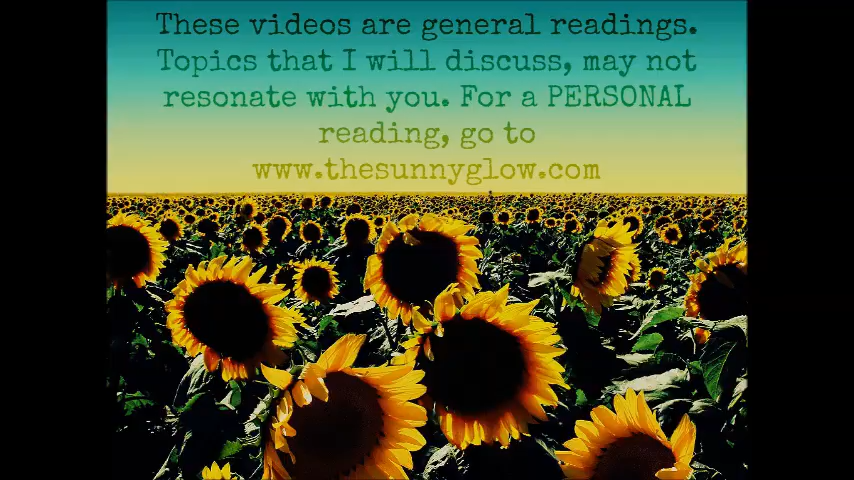 These videos are general readings.
Topics that I will discuss, may not
resonate with you. For a PERSONAL
reading, go to
www.thesunnyglow.com